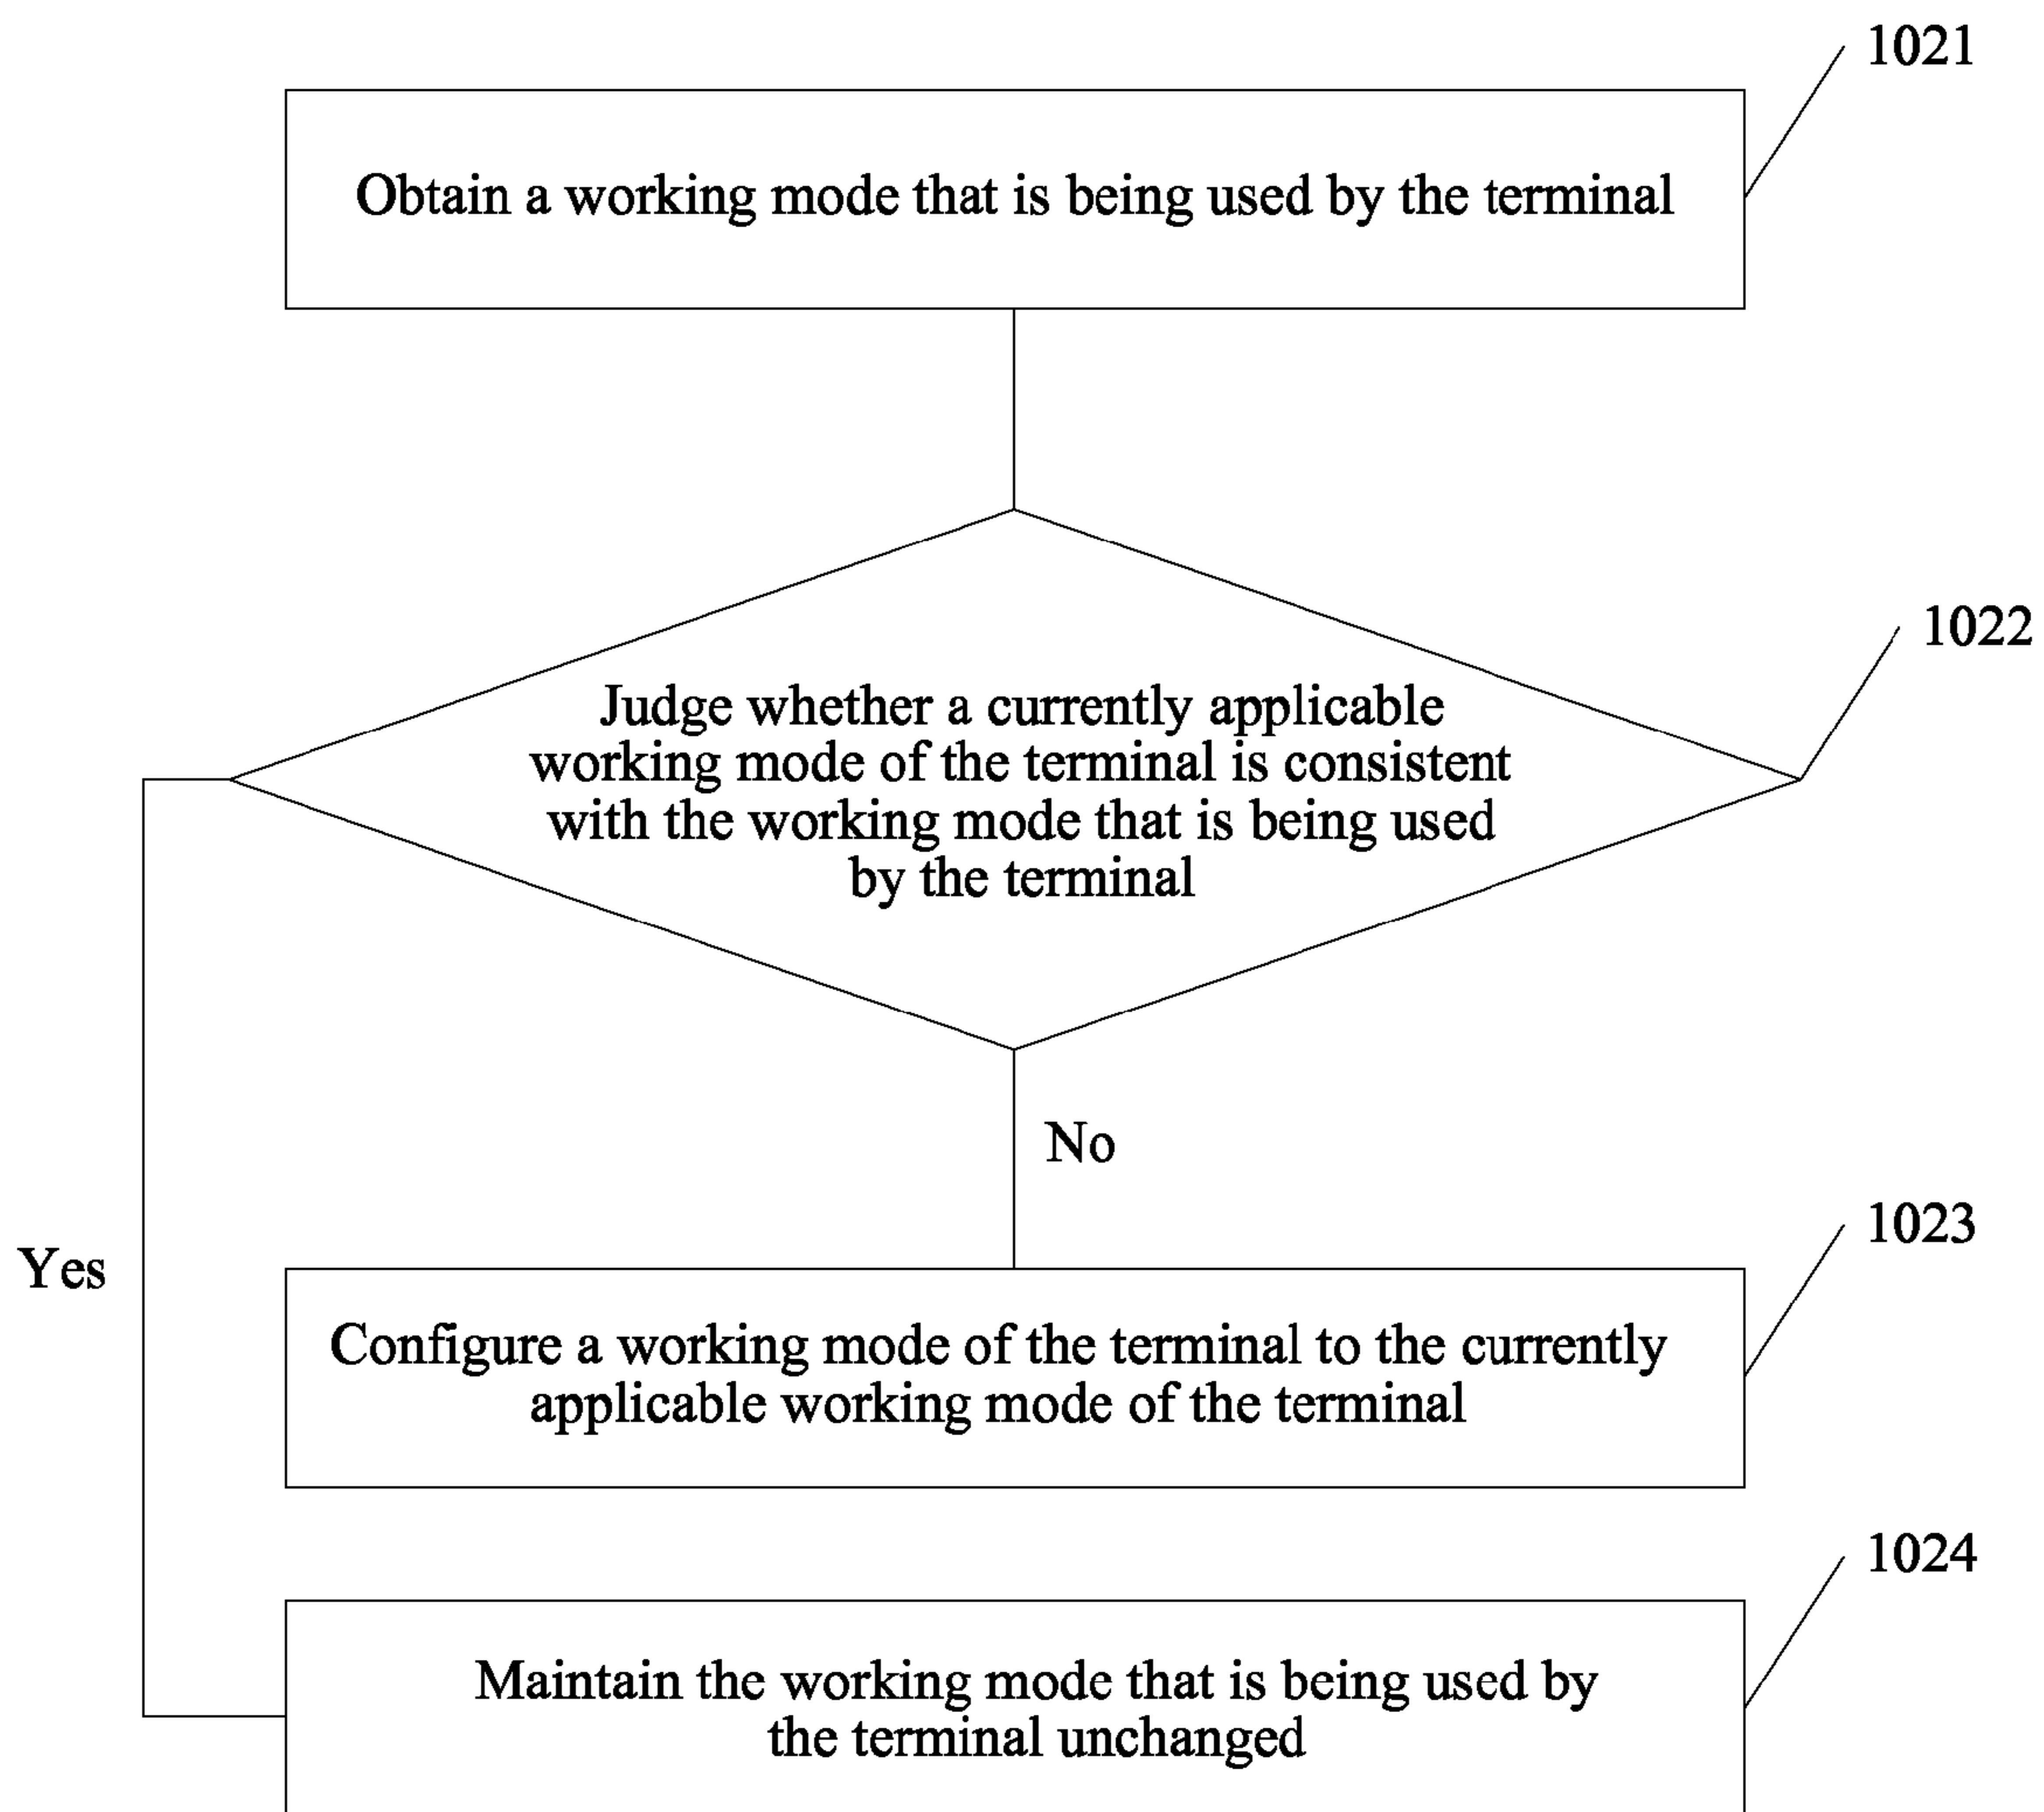 1021
Obtain a working mode that is being used by the terminal
1022
Judge whether a currently applicable
working mode of the terminal is consistent
with the working mode that is being used
by the terminal
No
Yes
1023
Configure a working mode of the terminal to the currently
applicable working mode of the terminal
1024
Maintain the working mode that is being used by
the terminal unchanged